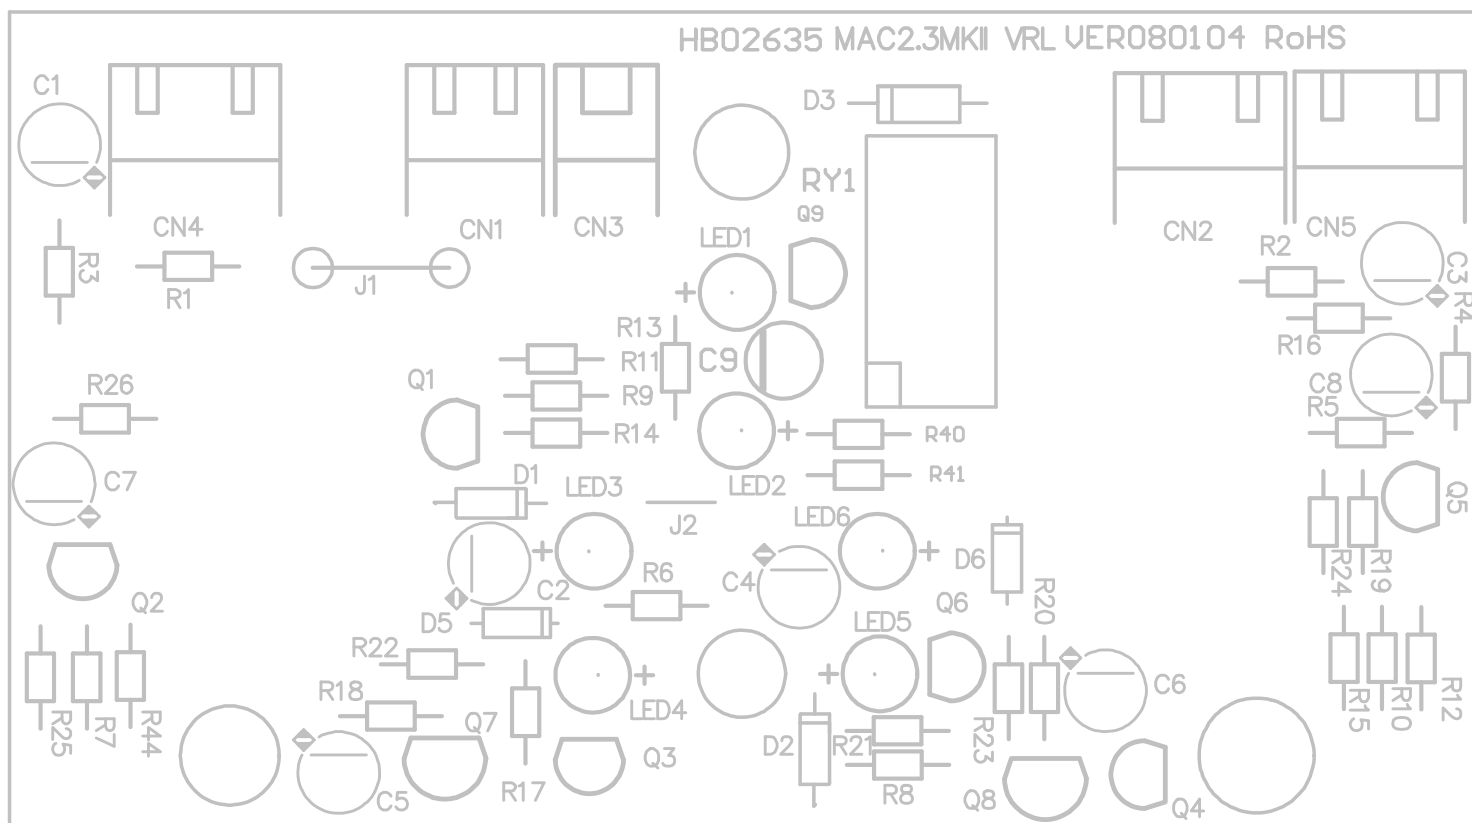 HB02635 MAC2.3MKII VRL VER080104 RoHS
C1
D3
RY1
CN4
CN1
CN3
Q9
LED1
CN2
CN5
R2
R3
R1
J1
C3
R4
R13
R11
C9
R16
Q1
R26
R9
C8
R5
R14
R40
D1
C7
LED3
LED2
R41
Q5
J2
LED6
D6
R6
C4
R24
R19
Q2
C2
Q6
R20
D5
LED5
R22
C6
R18
LED4
Q7
R25
R7
R44
Q3
D2
R21
R23
R15
R10
R12
C5
R17
R8
Q8
Q4